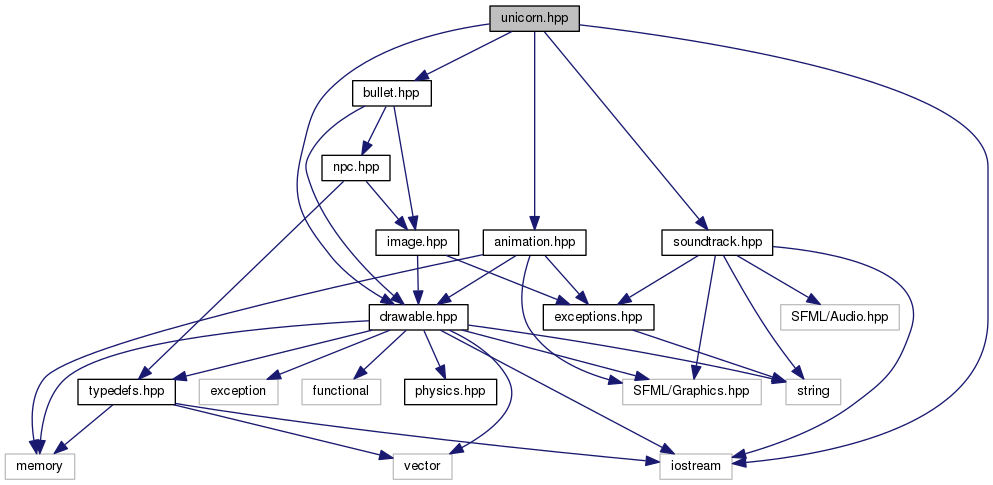 unicorn.hpp
bullet.hpp
npc.hpp
image.hpp
animation.hpp
soundtrack.hpp
drawable.hpp
exceptions.hpp
SFML/Audio.hpp
typedefs.hpp
exception
functional
physics.hpp
SFML/Graphics.hpp
string
memory
vector
iostream